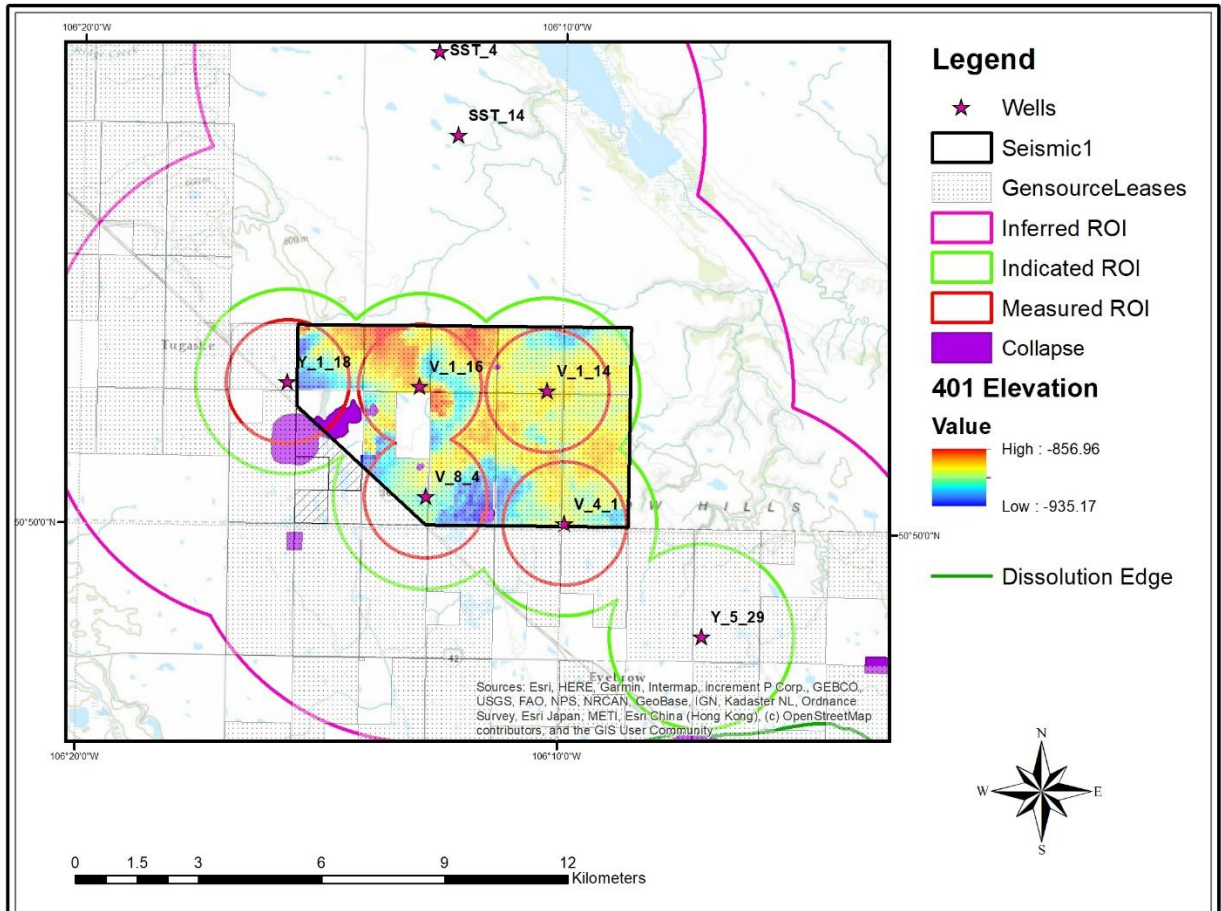 106°20'0"W
106°10'0"W
SST_4
SST_14
800 m
Tugaske
Y_1_18
V_1_16
V_1_14
V_8_4
V_4_1
50°50'0"N
W HILLS
50°50'0"N
Y_5_29
42
Eyebrow
Sources: Esri, HERE, Garmin, Intermap, increment P Corp., GEBCO,
USGS, FAO, NPS, NRCAN, GeoBase, IGN, Kadaster NL, Ordnance
Survey, Esri Japan, METI, Esri China (Hong Kong), (c) OpenStreetMap
contributors, and the GIS User Community
106°20'0"W
106°10'0"W
Legend
Wells
Seismic1
GensourceLeases
Inferred ROI
Indicated ROI
Measured ROI
Collapse
401 Elevation
Value
High : -856.96
Low : -935.17
Dissolution Edge
N
W
E
S
0 1.5 3 6 9 12
Kilometers